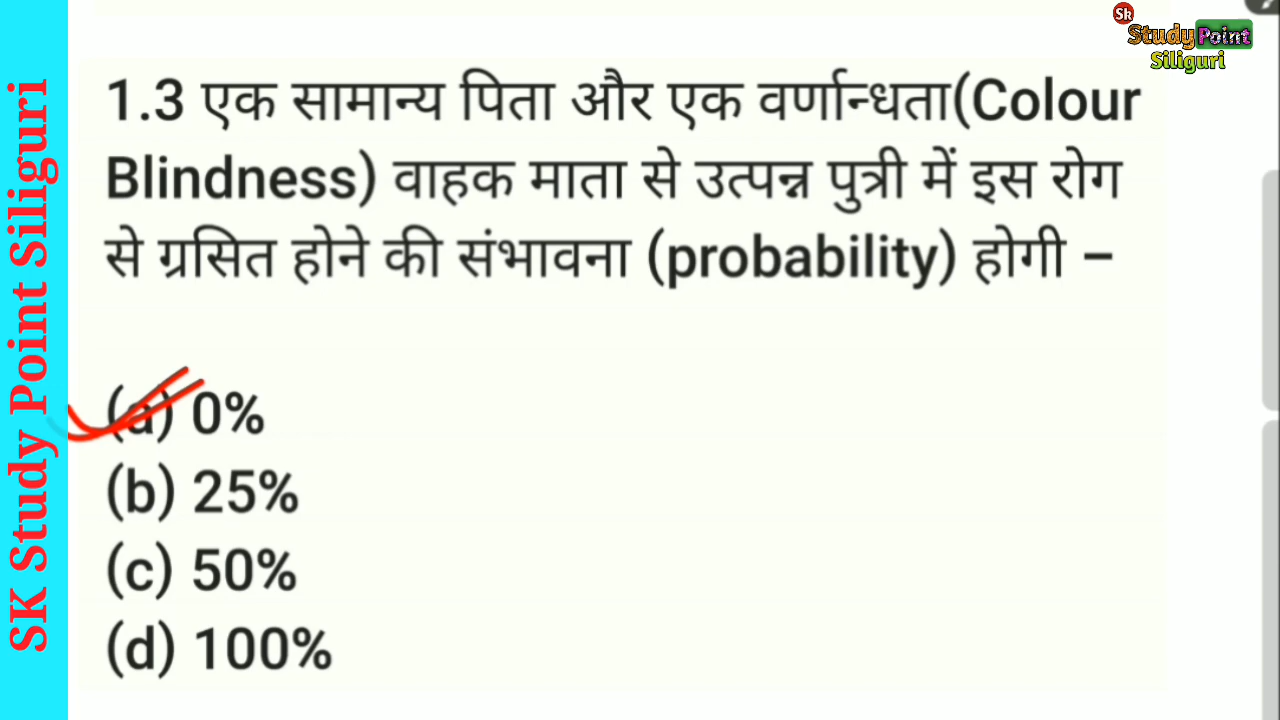 Sk
Study Point
Siliguri
SK Study Point Siliguri
1.3 एक सामान्य पिता और एक वर्णान्धता(Colour
Blindness) वाहक माता से उत्पन्न पुत्री में इस रोग
से ग्रसित होने की संभावना (probability) होगी –
(a) 0%
(b) 25%
(c) 50%
(d) 100%